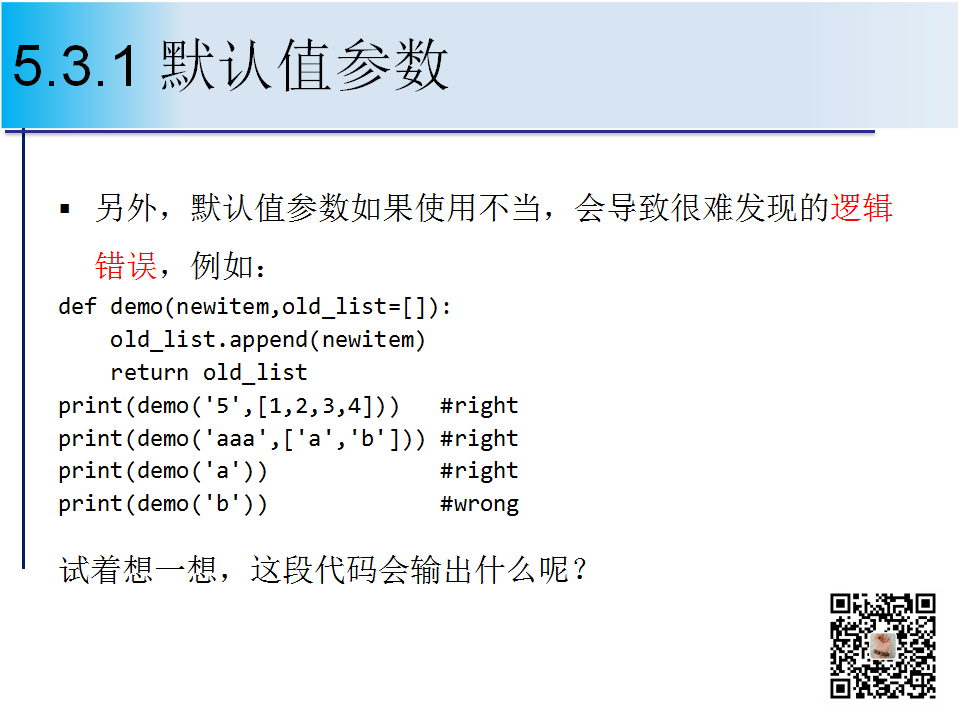 5.3.1 默认值参数
▪ 另外，默认值参数如果使用不当，会导致很难发现的逻辑
错误，例如：
def demo(newitem,old_list=[]):
    old_list.append(newitem)
    return old_list
print(demo('5',[1,2,3,4]))   #right
print(demo('aaa',['a','b'])) #right
print(demo('a'))             #right
print(demo('b'))             #wrong
试着想一想，这段代码会输出什么呢？